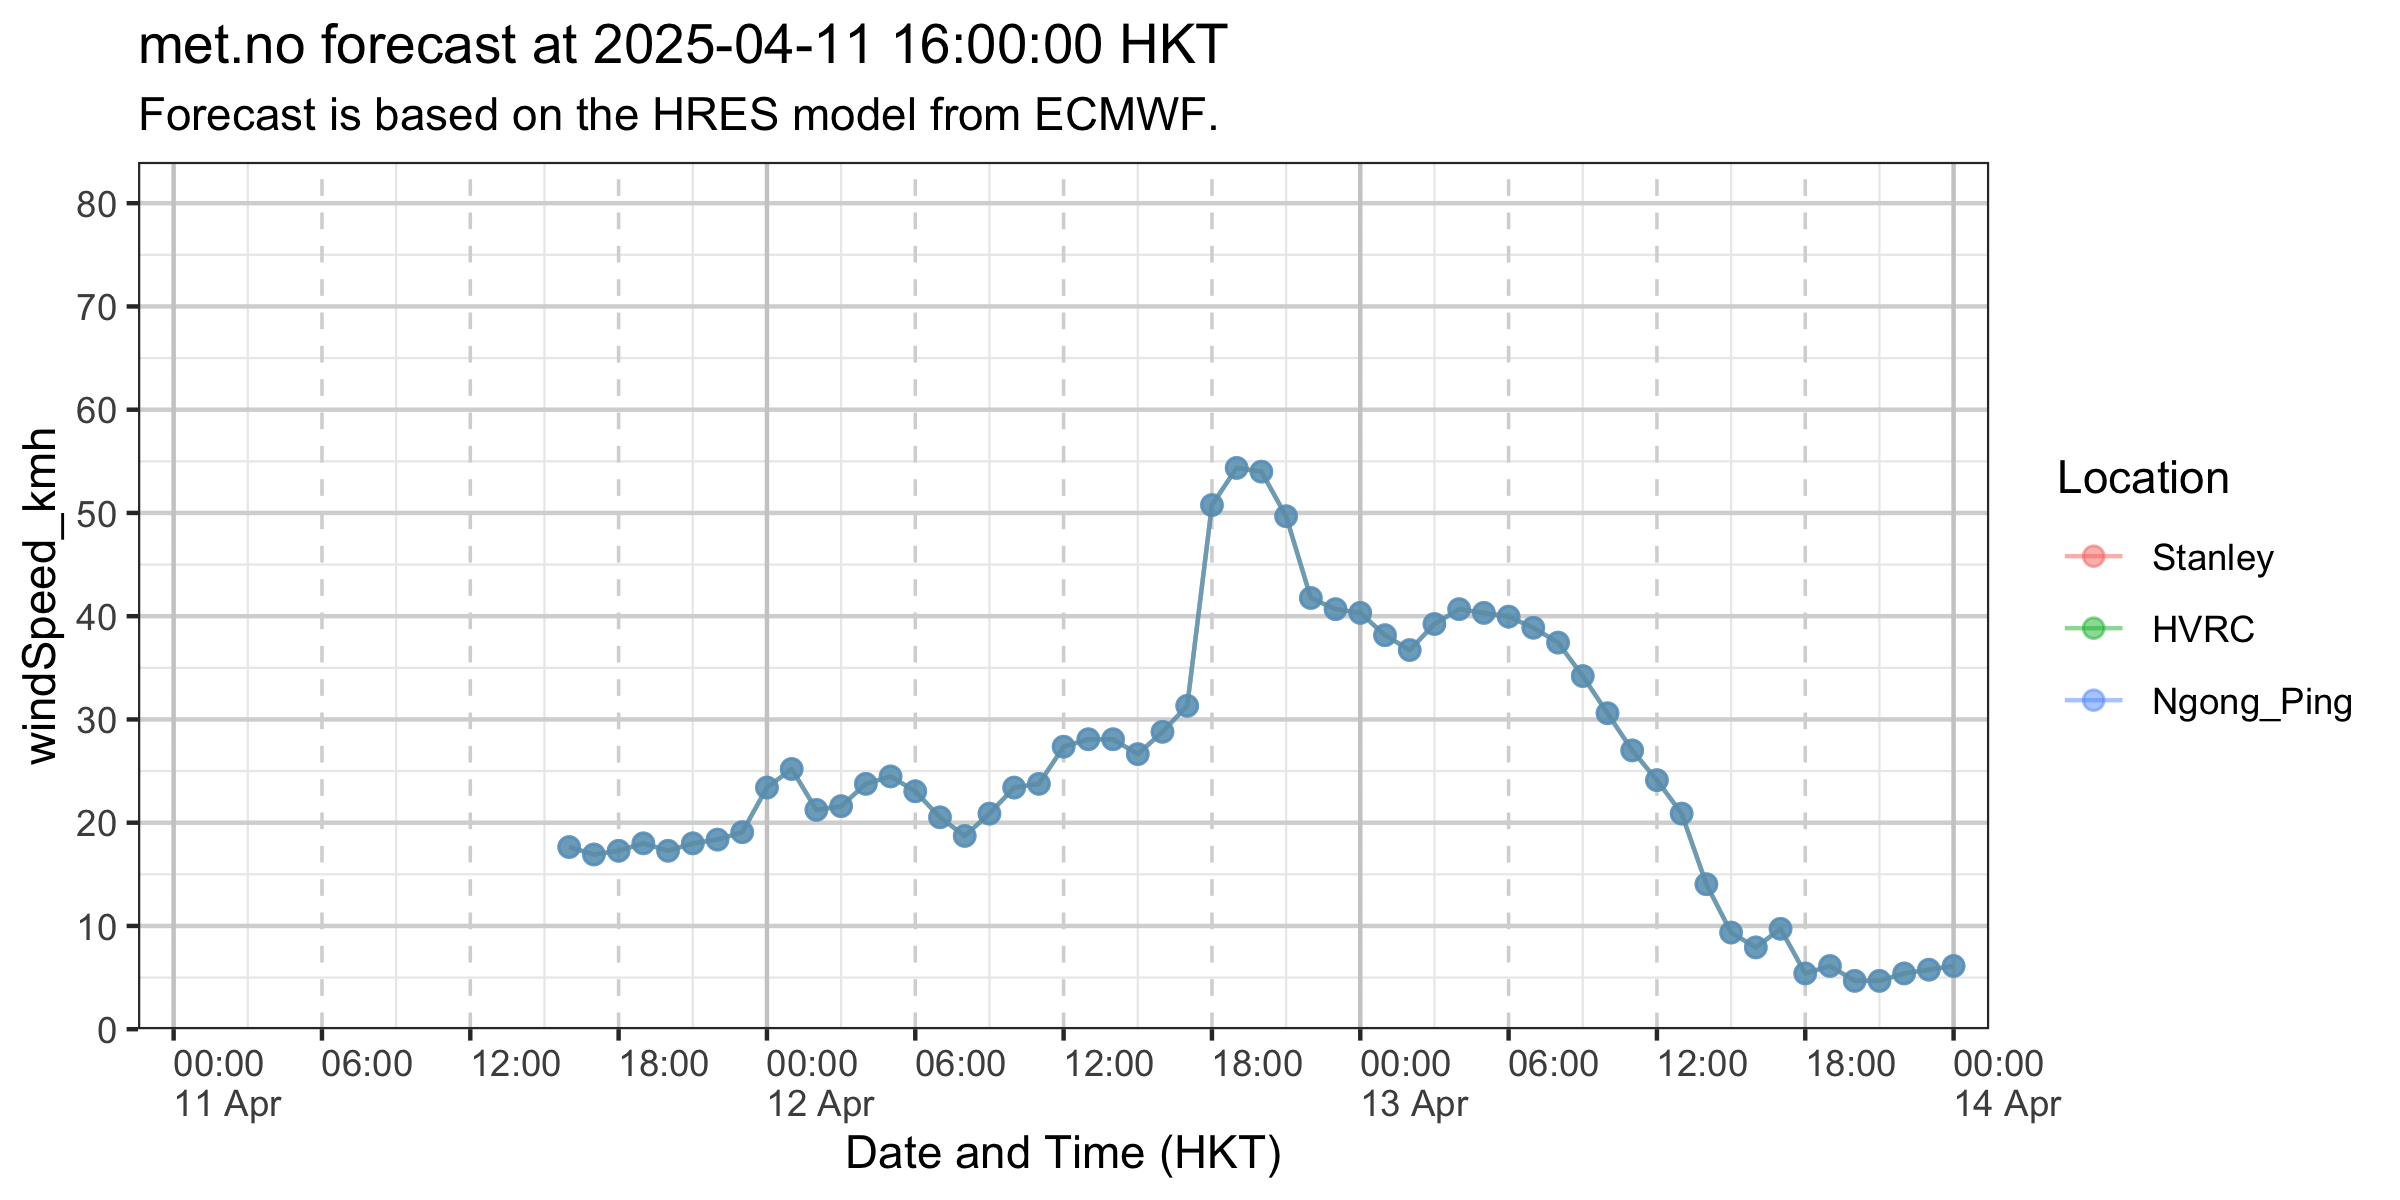 met.no forecast at 2025-04-11 16:00:00 HKT
Forecast is based on the HRES model from ECMWF.
windSpeed_kmh
80
70
60
50
40
30
20
10
0
00:00 06:00 12:00 18:00 00:00 06:00 12:00 18:00 00:00 06:00 12:00 18:00 00:00
11 Apr 12 Apr 13 Apr 14 Apr
Date and Time (HKT)
Location
Stanley
HVRC
Ngong_Ping